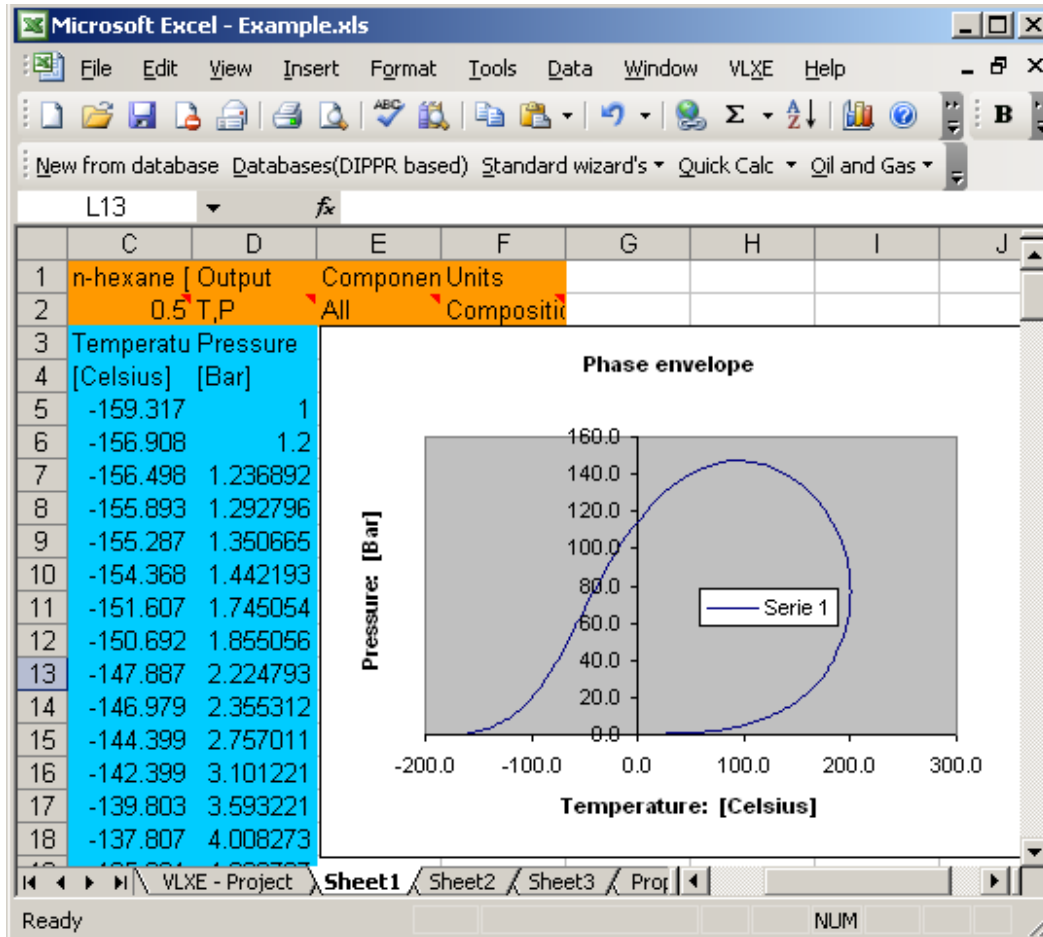 Microsoft Excel - Example.xls
File Edit View Insert Format Tools Data Window VLXE Help
ABC Σ A Z B
New from database Databases(DIPPR based) Standard wizard's Quick Calc Oil and Gas
L13 fx
C D E F G H I J
1 n-hexane [ Output Componen Units
2 0.5 T,P All Compositi
3 Temperatu Pressure
4 [Celsius] [Bar]
5 -159.317 1
6 -156.908 1.2
7 -156.498 1.236892
8 -155.893 1.292796
9 -155.287 1.350665
10 -154.368 1.442193
11 -151.607 1.745054
12 -150.692 1.855056
13 -147.887 2.224793
14 -146.979 2.355312
15 -144.399 2.757011
16 -142.399 3.101221
17 -139.803 3.593221
18 -137.807 4.008273
Phase envelope
160.0
140.0
120.0
100.0
80.0
60.0
40.0
20.0
0.0
Pressure: [Bar]
Serie 1
-200.0 -100.0 0.0 100.0 200.0 300.0
Temperature: [Celsius]
VLXE - Project Sheet1 Sheet2 Sheet3 Prop
Ready NUM